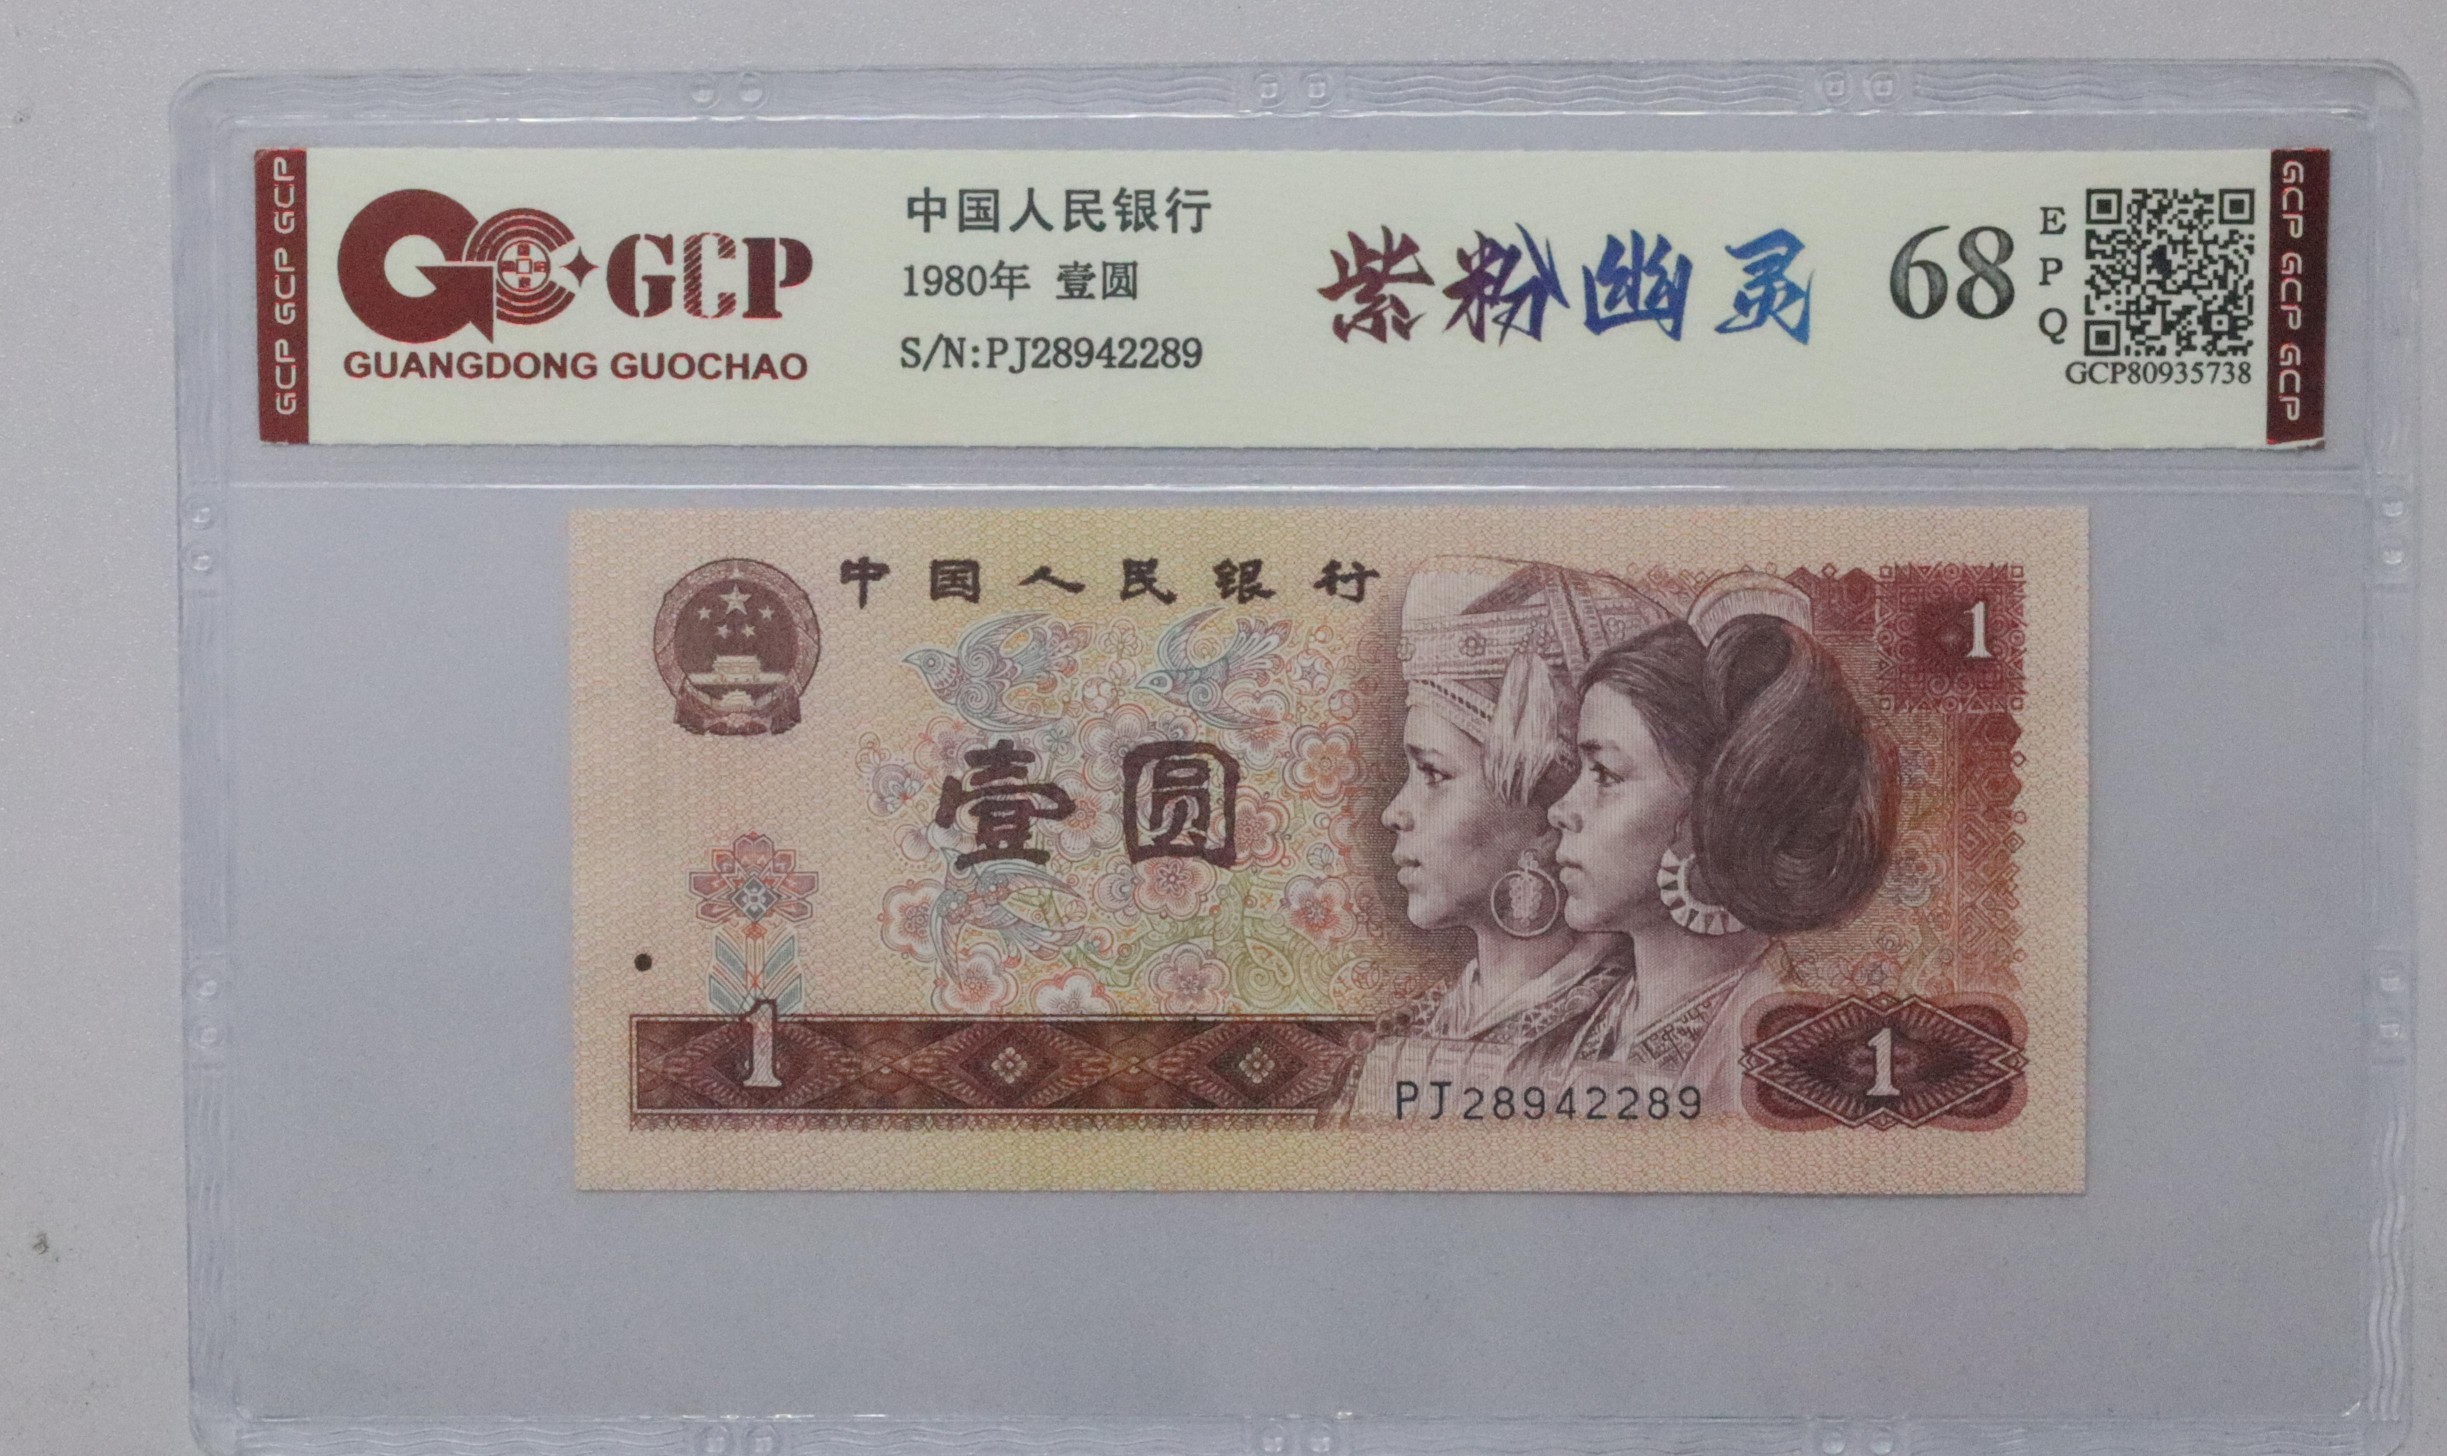 GCP GCP GCP
GCP
GUANGDONG GUOCHAO
中国人民银行
1980年 壹圆
S/N:PJ28942289
紫粉幽灵
68
E
P
Q
GCP80935738
GCP GCP GCP
中国人民银行
1
壹圆
1
1
PJ28942289